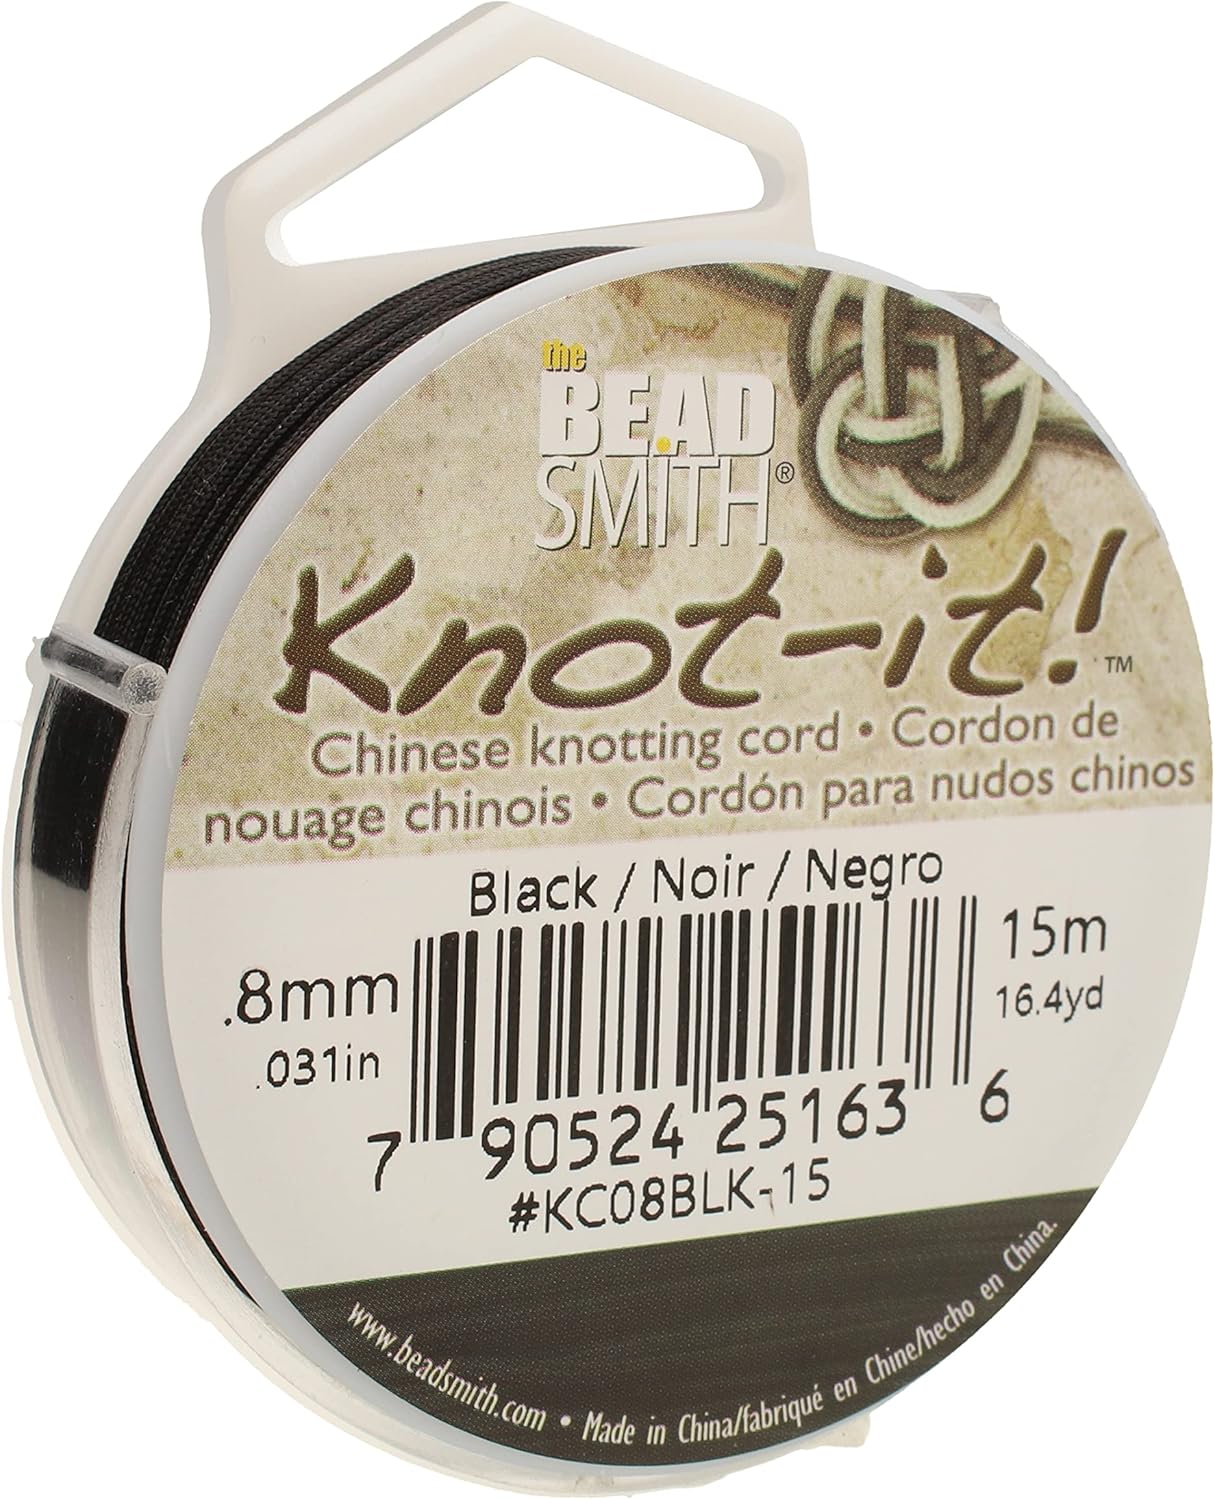 the
BEAD
SMITH®
Knot-it!™
Chinese knotting cord • Cordon de
nouage chinois • Cordón para nudos chinos
Black / Noir / Negro
.8mm
.031in
15m
16.4yd
7 90524 25163 6
#KC08BLK-15
www.beadsmith.com • Made in China/fabriqué en Chine/hecho en China.